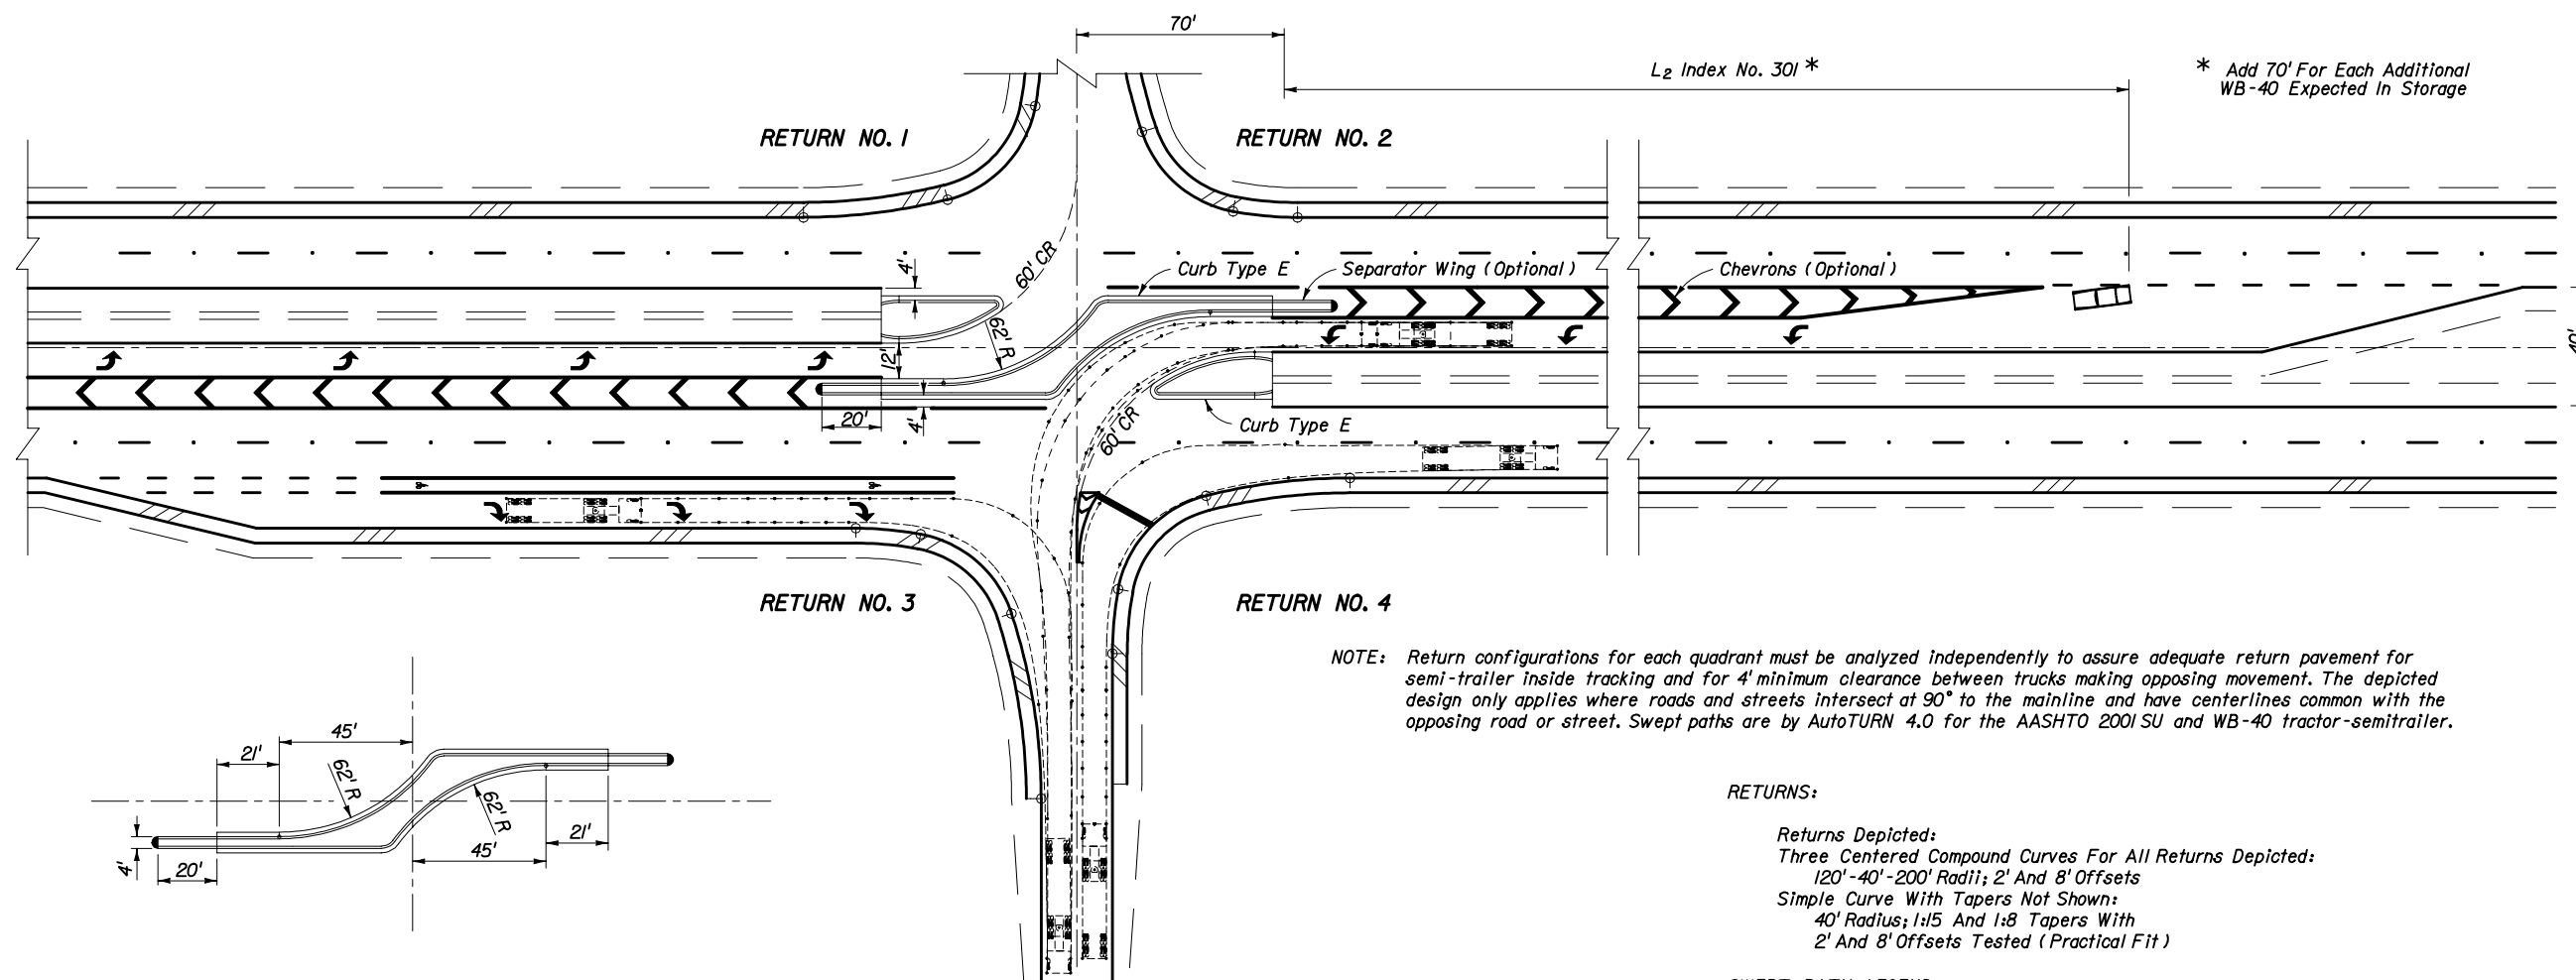 70'
L2 Index No. 301 *
* Add 70' For Each Additional
WB-40 Expected In Storage
RETURN NO. 1
RETURN NO. 2
4'
60' CR
Curb Type E
Separator Wing (Optional)
Chevrons (Optional)
62' R
12'
40'
20'
4'
60' CR
Curb Type E
RETURN NO. 3
RETURN NO. 4
NOTE: Return configurations for each quadrant must be analyzed independently to assure adequate return pavement for
semi-trailer inside tracking and for 4' minimum clearance between trucks making opposing movement. The depicted
design only applies where roads and streets intersect at 90° to the mainline and have centerlines common with the
opposing road or street. Swept paths are by AutoTURN 4.0 for the AASHTO 2001 SU and WB-40 tractor-semitrailer.
45'
21'
62' R
62' R
21'
45'
4'
20'
RETURNS:
Returns Depicted:
Three Centered Compound Curves For All Returns Depicted:
120'-40'-200' Radii; 2' And 8' Offsets
Simple Curve With Tapers Not Shown:
40' Radius; 1:15 And 1:8 Tapers With
2' And 8' Offsets Tested (Practical Fit)